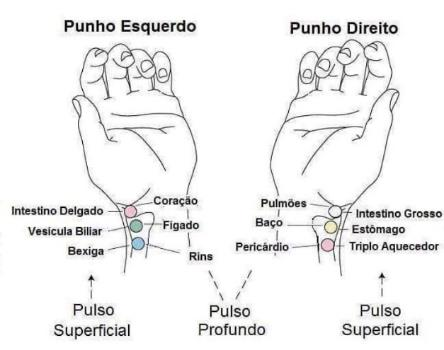 Punho Esquerdo
Punho Direito
Coração
Intestino Delgado
Vesícula Biliar
Figado
Bexiga
Rins
Pulmões
Intestino Grosso
Baço
Estômago
Pericárdio
Triplo Aquecedor
Pulso
Superficial
Pulso
Profundo
Pulso
Superficial